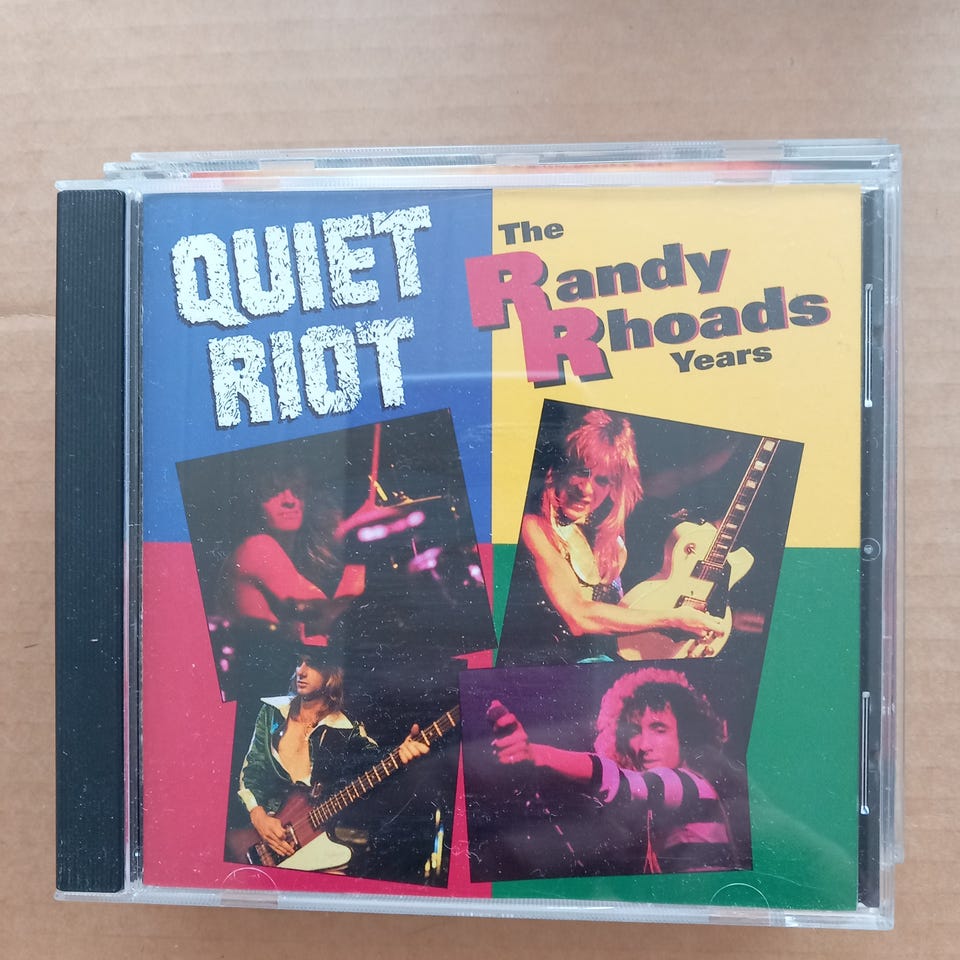 QUIET
RIOT
The
Randy
Rhoads
Years